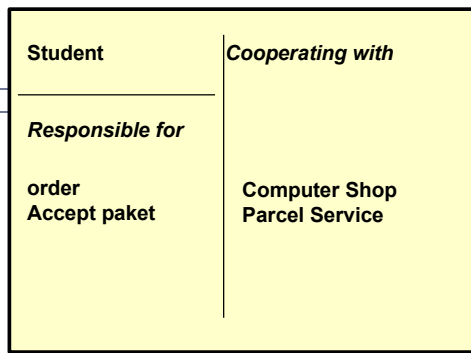 Student
Cooperating with
Responsible for
order
Accept paket
Computer Shop
Parcel Service